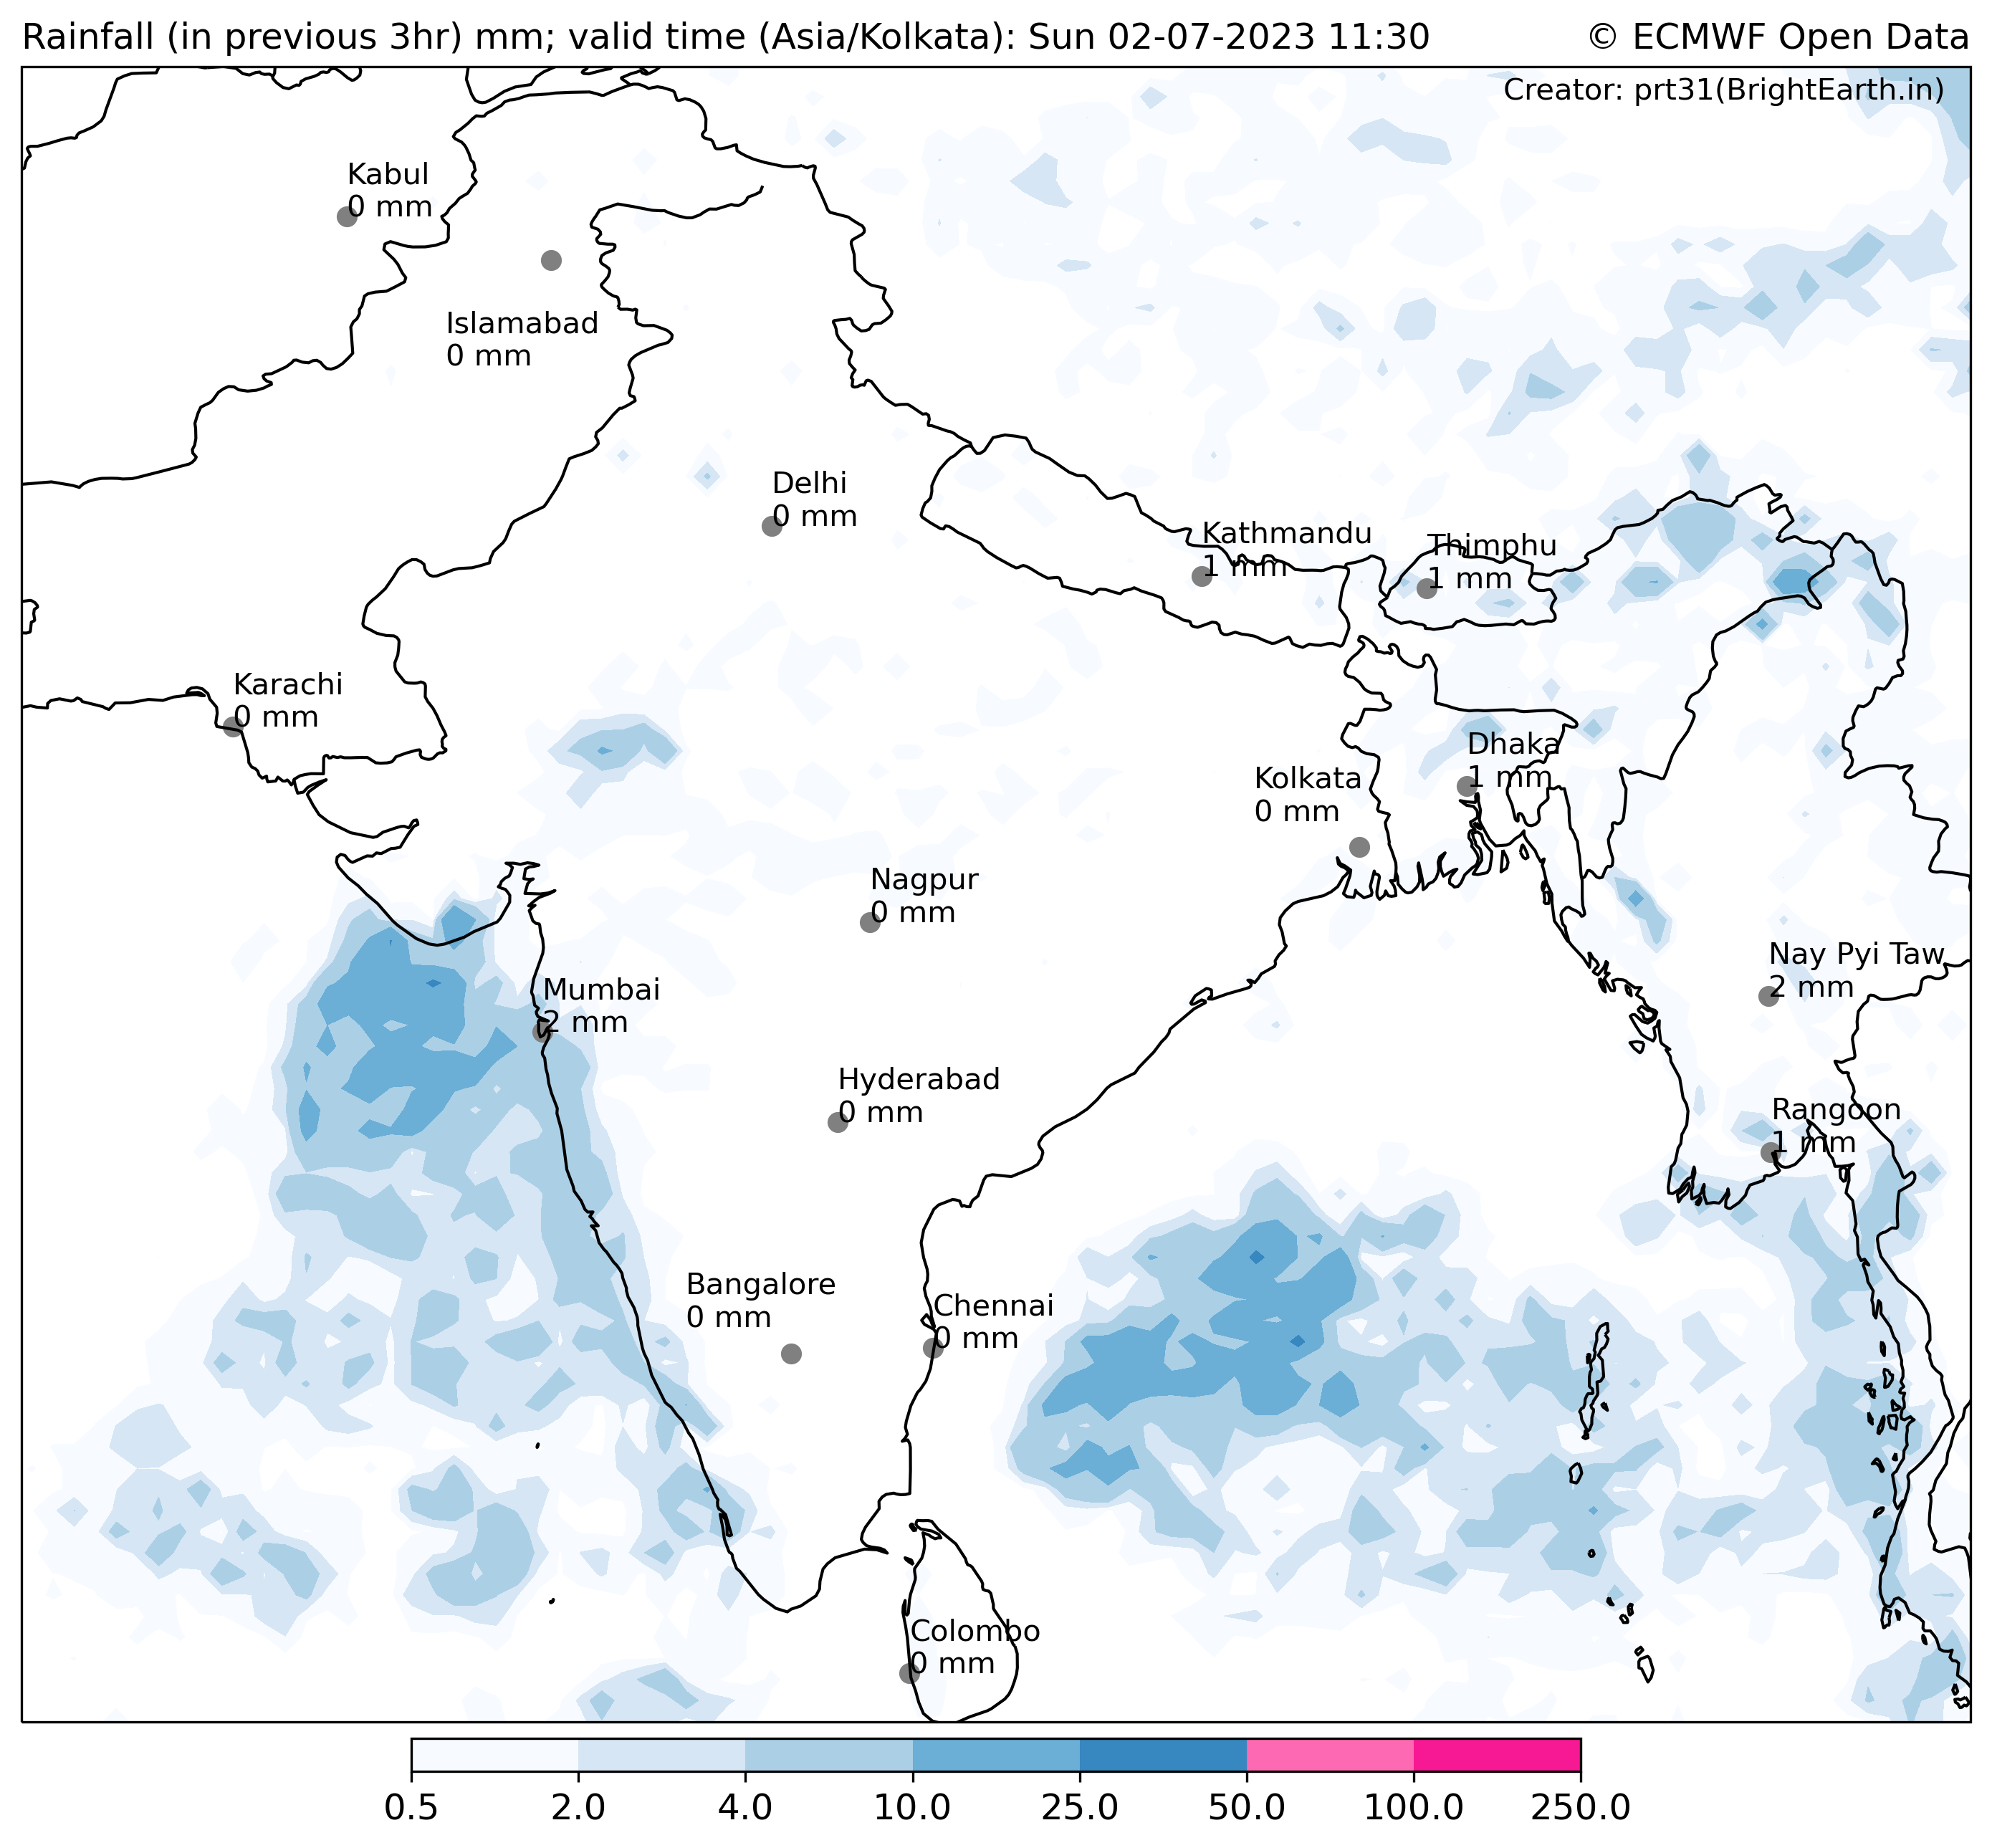 Rainfall (in previous 3hr) mm; valid time (Asia/Kolkata): Sun 02-07-2023 11:30
© ECMWF Open Data
Creator: prt31(BrightEarth.in)
Kabul
0 mm
Islamabad
0 mm
Delhi
0 mm
Kathmandu
1 mm
Thimphu
1 mm
Karachi
0 mm
Dhaka
1 mm
Kolkata
0 mm
Nagpur
0 mm
Nay Pyi Taw
2 mm
Mumbai
2 mm
Hyderabad
0 mm
Rangoon
1 mm
Bangalore
0 mm
Chennai
0 mm
Colombo
0 mm
0.5 2.0 4.0 10.0 25.0 50.0 100.0 250.0